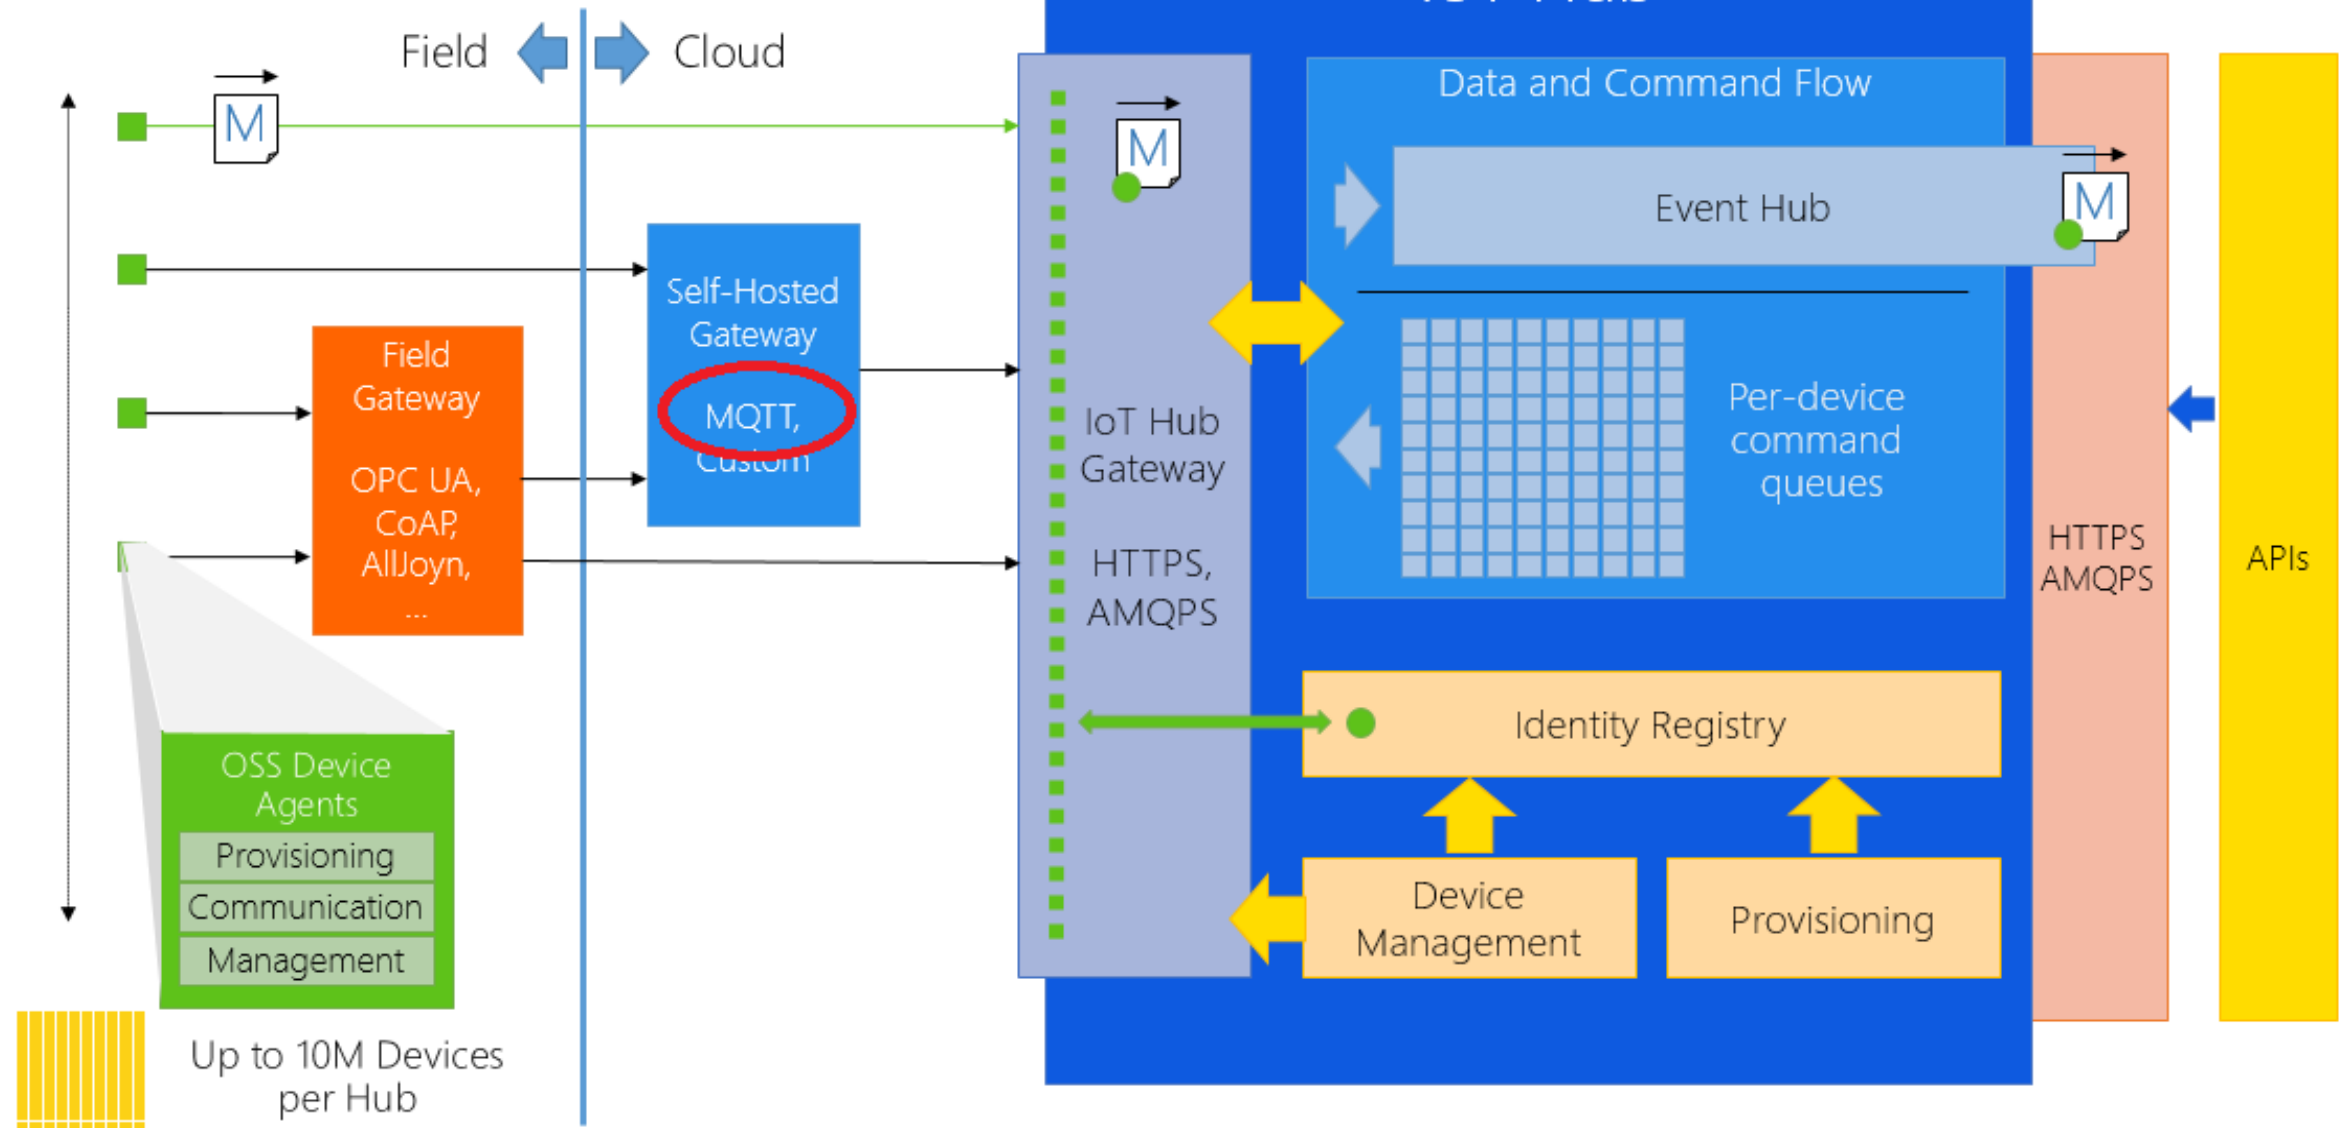 Field
Cloud
M
M
Data and Command Flow
Event Hub
M
Self-Hosted
Gateway
MQTT,
Custom
Field
Gateway
OPC UA,
CoAP,
AllJoyn,
...
IoT Hub
Gateway
HTTPS,
AMQPS
Per-device
command
queues
HTTPS
AMQPS
APIs
Identity Registry
Device
Management
Provisioning
OSS Device
Agents
Provisioning
Communication
Management
Up to 10M Devices
per Hub